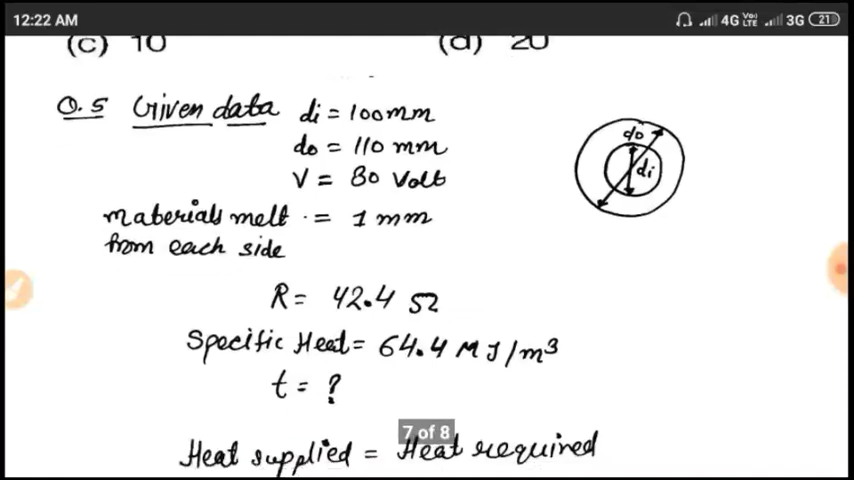 12:22 AM 4G VoLTE 3G 21
(c) 10 (d) 20
Q.5 Given data di = 100mm
do = 110 mm
V = 80 Volt
do
di
materials melt = 1 mm
from each side
R = 42.4 Ω
Specific Heat = 64.4 MJ/m³
t = ?
7 of 8
Heat supplied = Heat required